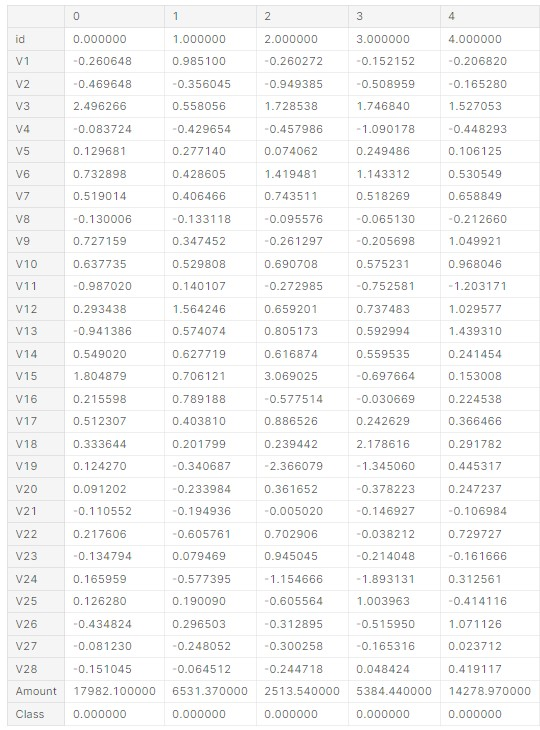 0 1 2 3 4
id 0.000000 1.000000 2.000000 3.000000 4.000000
V1 -0.260648 0.985100 -0.260272 -0.152152 -0.206820
V2 -0.469648 -0.356045 -0.949385 -0.508959 -0.165280
V3 2.496266 0.558056 1.728538 1.746840 1.527053
V4 -0.083724 -0.429654 -0.457986 -1.090178 -0.448293
V5 0.129681 0.277140 0.074062 0.249486 0.106125
V6 0.732898 0.428605 1.419481 1.143312 0.530549
V7 0.519014 0.406466 0.743511 0.518269 0.658849
V8 -0.130006 -0.133118 -0.095576 -0.065130 -0.212660
V9 0.727159 0.347452 -0.261297 -0.205698 1.049921
V10 0.637735 0.529808 0.690708 0.575231 0.968046
V11 -0.987020 0.140107 -0.272985 -0.752581 -1.203171
V12 0.293438 1.564246 0.659201 0.737483 1.029577
V13 -0.941386 0.574074 0.805173 0.592994 1.439310
V14 0.549020 0.627719 0.616874 0.559535 0.241454
V15 1.804879 0.706121 3.069025 -0.697664 0.153008
V16 0.215598 0.789188 -0.577514 -0.030669 0.224538
V17 0.512307 0.403810 0.886526 0.242629 0.366466
V18 0.333644 0.201799 0.239442 2.178616 0.291782
V19 0.124270 -0.340687 -2.366079 -1.345060 0.445317
V20 0.091202 -0.233984 0.361652 -0.378223 0.247237
V21 -0.110552 -0.194936 -0.005020 -0.146927 -0.106984
V22 0.217606 -0.605761 0.702906 -0.038212 0.729727
V23 -0.134794 0.079469 0.945045 -0.214048 -0.161666
V24 0.165959 -0.577395 -1.154666 -1.893131 0.312561
V25 0.126280 0.190090 -0.605564 1.003963 -0.414116
V26 -0.434824 0.296503 -0.312895 -0.515950 1.071126
V27 -0.081230 -0.248052 -0.300258 -0.165316 0.023712
V28 -0.151045 -0.064512 -0.244718 0.048424 0.419117
Amount 17982.100000 6531.370000 2513.540000 5384.440000 14278.970000
Class 0.000000 0.000000 0.000000 0.000000 0.000000